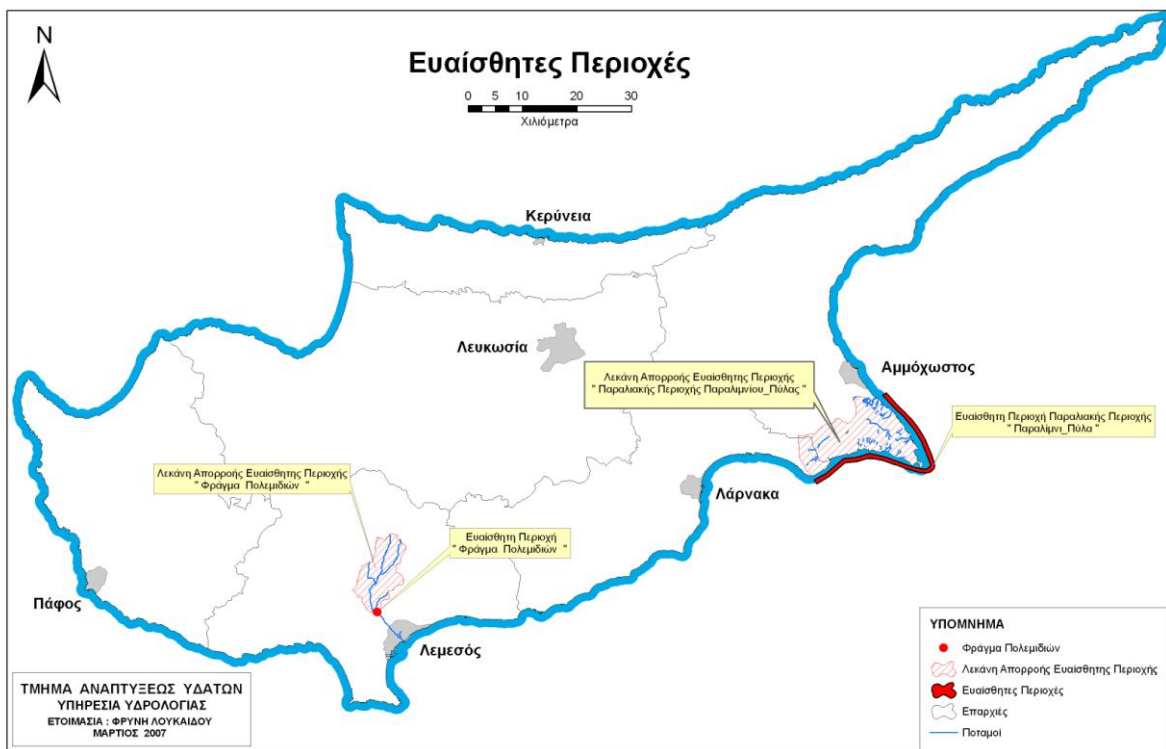 N
Ευαίσθητες Περιοχές
0 5 10 20 30
Χιλιόμετρα
Κερύνεια
Λευκωσία
Αμμόχωστος
Λεκάνη Απορροής Ευαίσθητης Περιοχής
" Παραλιακής Περιοχής Παραλιμνίου_Πύλας "
Ευαίσθητη Περιοχή Παραλιακής Περιοχής
" Παραλίμνι_Πύλα "
Λάρνακα
Λεκάνη Απορροής Ευαίσθητης Περιοχής
" Φράγμα Πολεμιδιών "
Ευαίσθητη Περιοχή
" Φράγμα Πολεμιδιών "
Πάφος
Λεμεσός
ΤΜΗΜΑ ΑΝΑΠΤΥΞΕΩΣ ΥΔΑΤΩΝ
ΥΠΗΡΕΣΙΑ ΥΔΡΟΛΟΓΙΑΣ
ΕΤΟΙΜΑΣΙΑ : ΦΡΥΝΗ ΛΟΥΚΑΙΔΟΥ
ΜΑΡΤΙΟΣ 2007
ΥΠΟΜΝΗΜΑ
Φράγμα Πολεμιδιών
Λεκάνη Απορροής Ευαίσθητης Περιοχής
Ευαίσθητες Περιοχές
Επαρχιές
Ποταμοί